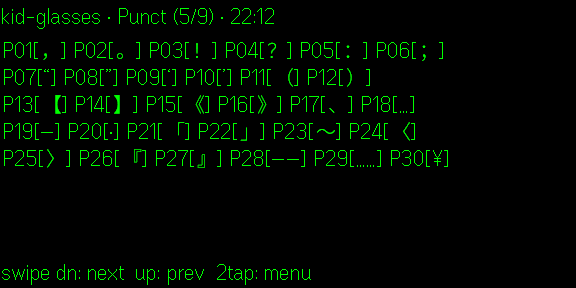 kid-glasses · Punct (5/9) · 22:12
P01[，] P02[。] P03[！] P04[？] P05[：] P06[；]
P07[“] P08[”] P09[‘] P10[’] P11[（] P12[）]
P13[【] P14[】] P15[《] P16[》] P17[、] P18[…]
P19[—] P20[·] P21[「] P22[」] P23[～] P24[〈]
P25[〉] P26[『] P27[』] P28[——] P29[……] P30[¥]
swipe dn: next  up: prev  2tap: menu